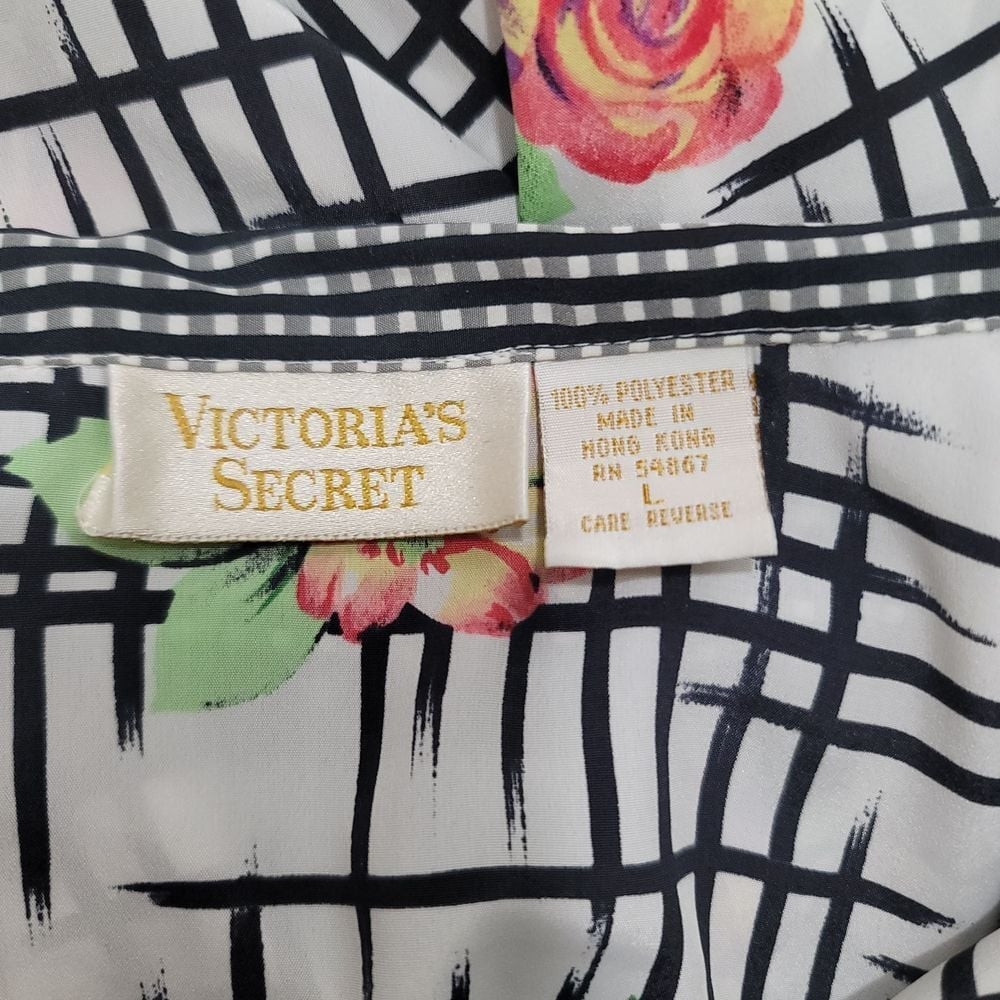 VICTORIA'S
SECRET
100% POLYESTER
MADE IN
HONG KONG
RN 54867
L
CARE REVERSE